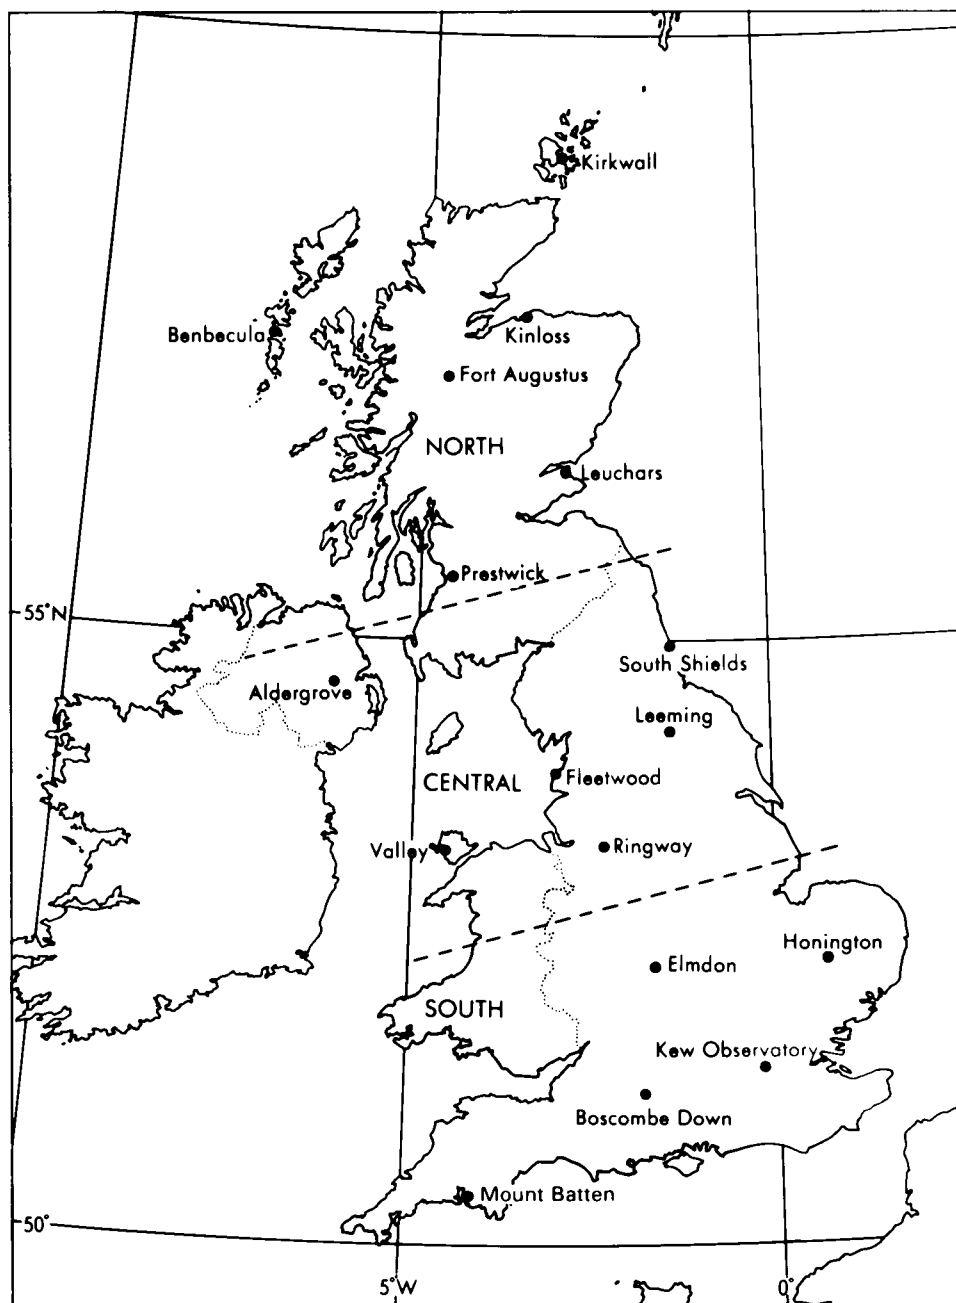 Kirkwall
Benbecula
Kinloss
Fort Augustus
NORTH
Leuchars
Prestwick
55°N
South Shields
Aldergrove
Leeming
CENTRAL
Fleetwood
Valley
Ringway
Honington
Elmdon
SOUTH
Kew Observatory
Boscombe Down
Mount Batten
50°
5°W
0°